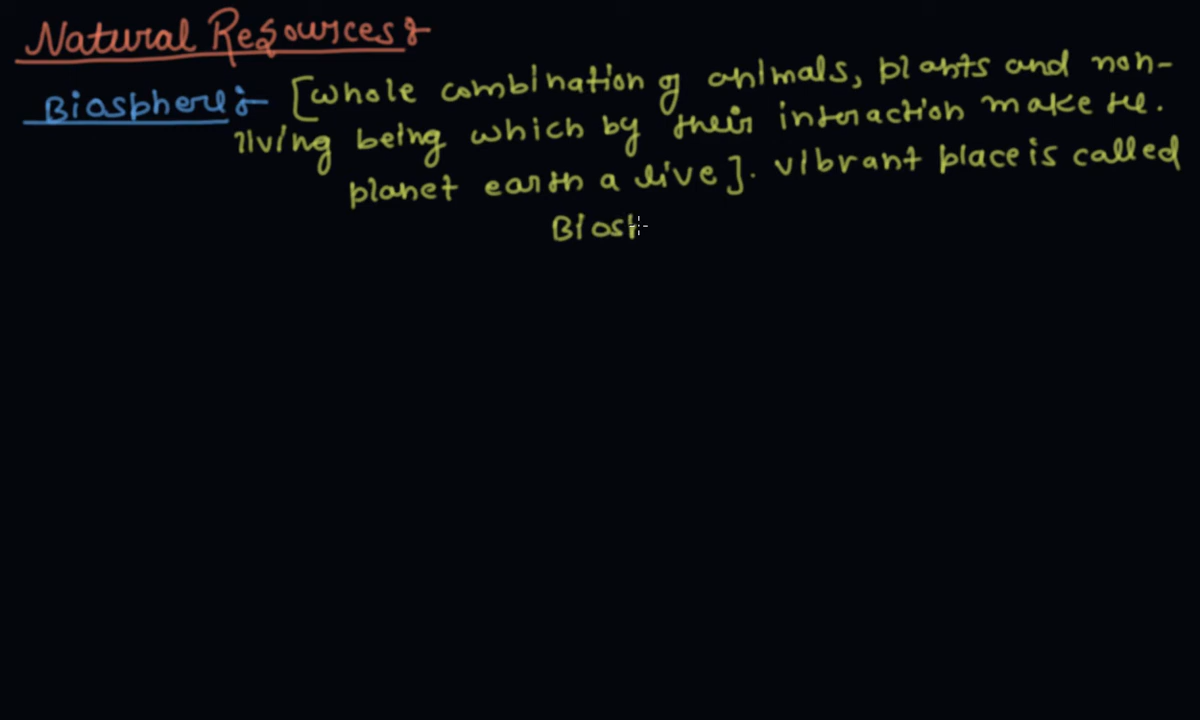 Natural Resources :-
Biosphere :- [Whole combination of animals, plants and non-
living being which by their interaction make the.
planet earth a live]. vibrant place is called
Biosp